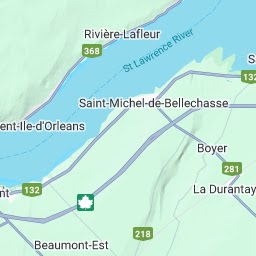 Rivière-Lafleur
368
St Lawrence River
S
Saint-Michel-de-Bellechasse
ent-Ile-d'Orleans
Boyer
281
132
nt
La Durantay
132
218
Beaumont-Est